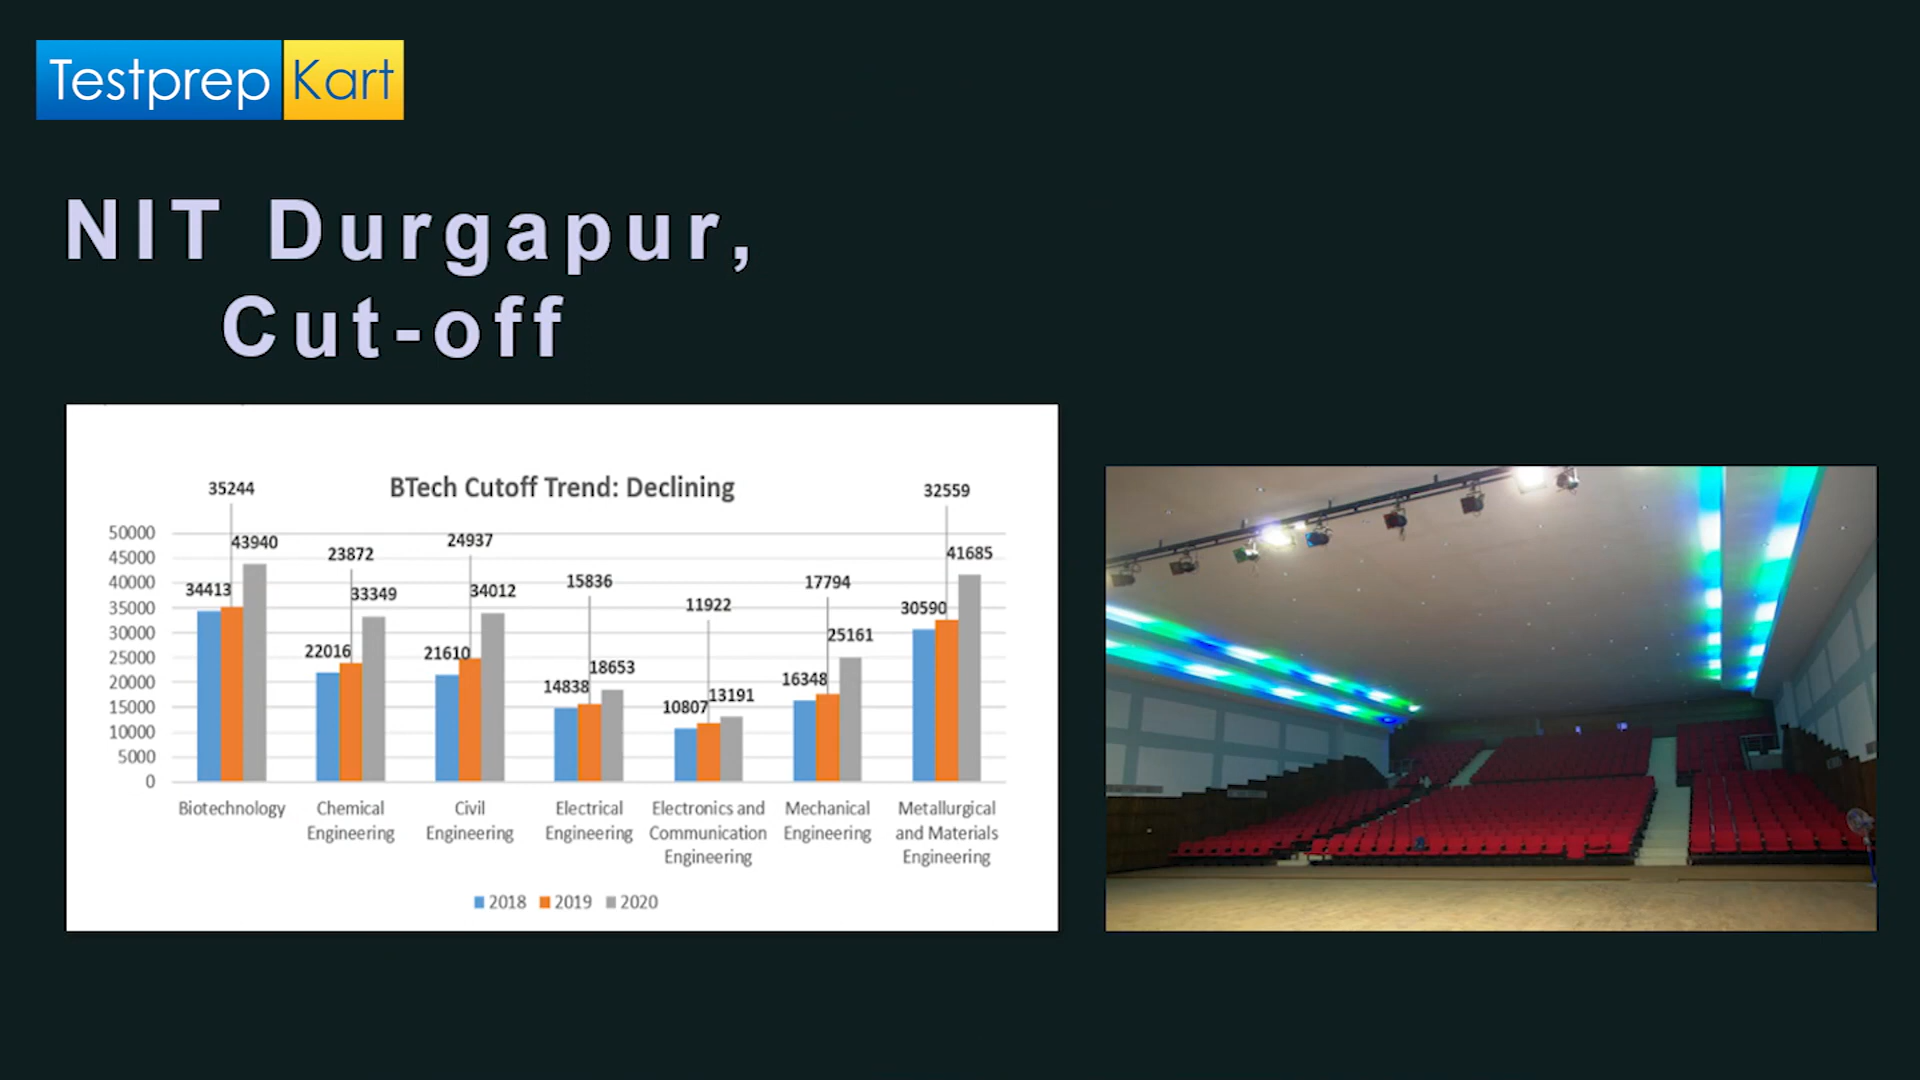 Testprep Kart
NIT Durgapur,
Cut-off
BTech Cutoff Trend: Declining
50000
45000
40000
35000
30000
25000
20000
15000
10000
5000
0
34413 35244 43940
22016 23872 33349
21610 24937 34012
14838 15836 18653
10807 11922 13191
16348 17794 25161
30590 32559 41685
Biotechnology
Chemical
Engineering
Civil
Engineering
Electrical
Engineering
Electronics and
Communication
Engineering
Mechanical
Engineering
Metallurgical
and Materials
Engineering
2018 2019 2020